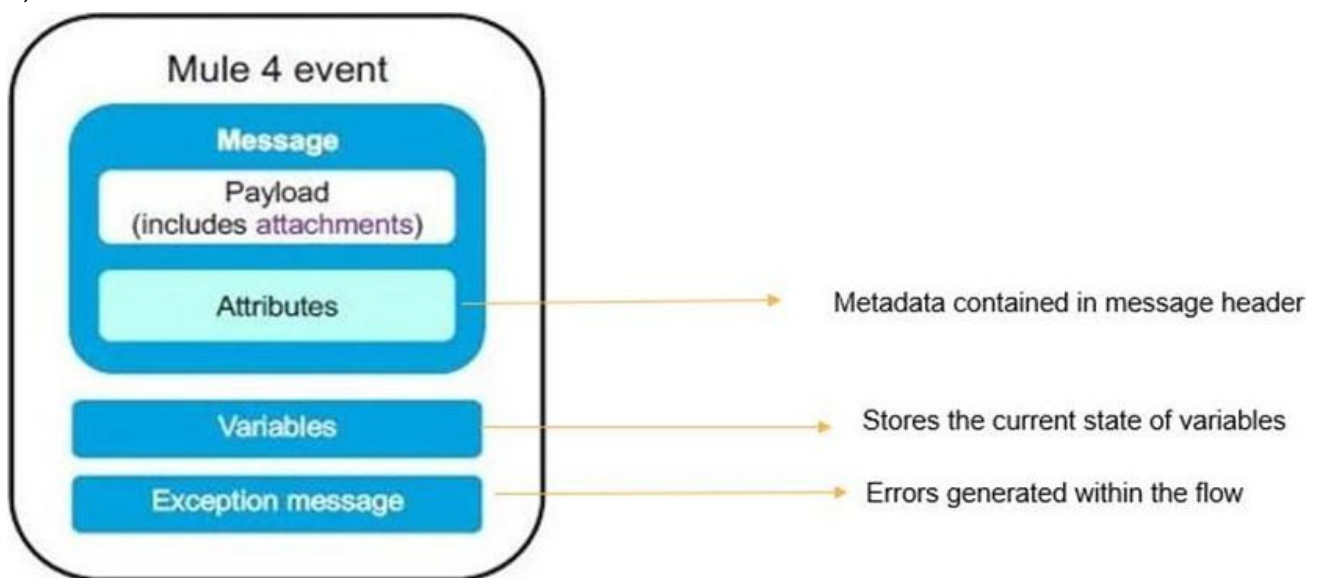 Mule 4 event
Message
Payload
(includes attachments)
Attributes
Metadata contained in message header
Variables
Stores the current state of variables
Exception message
Errors generated within the flow